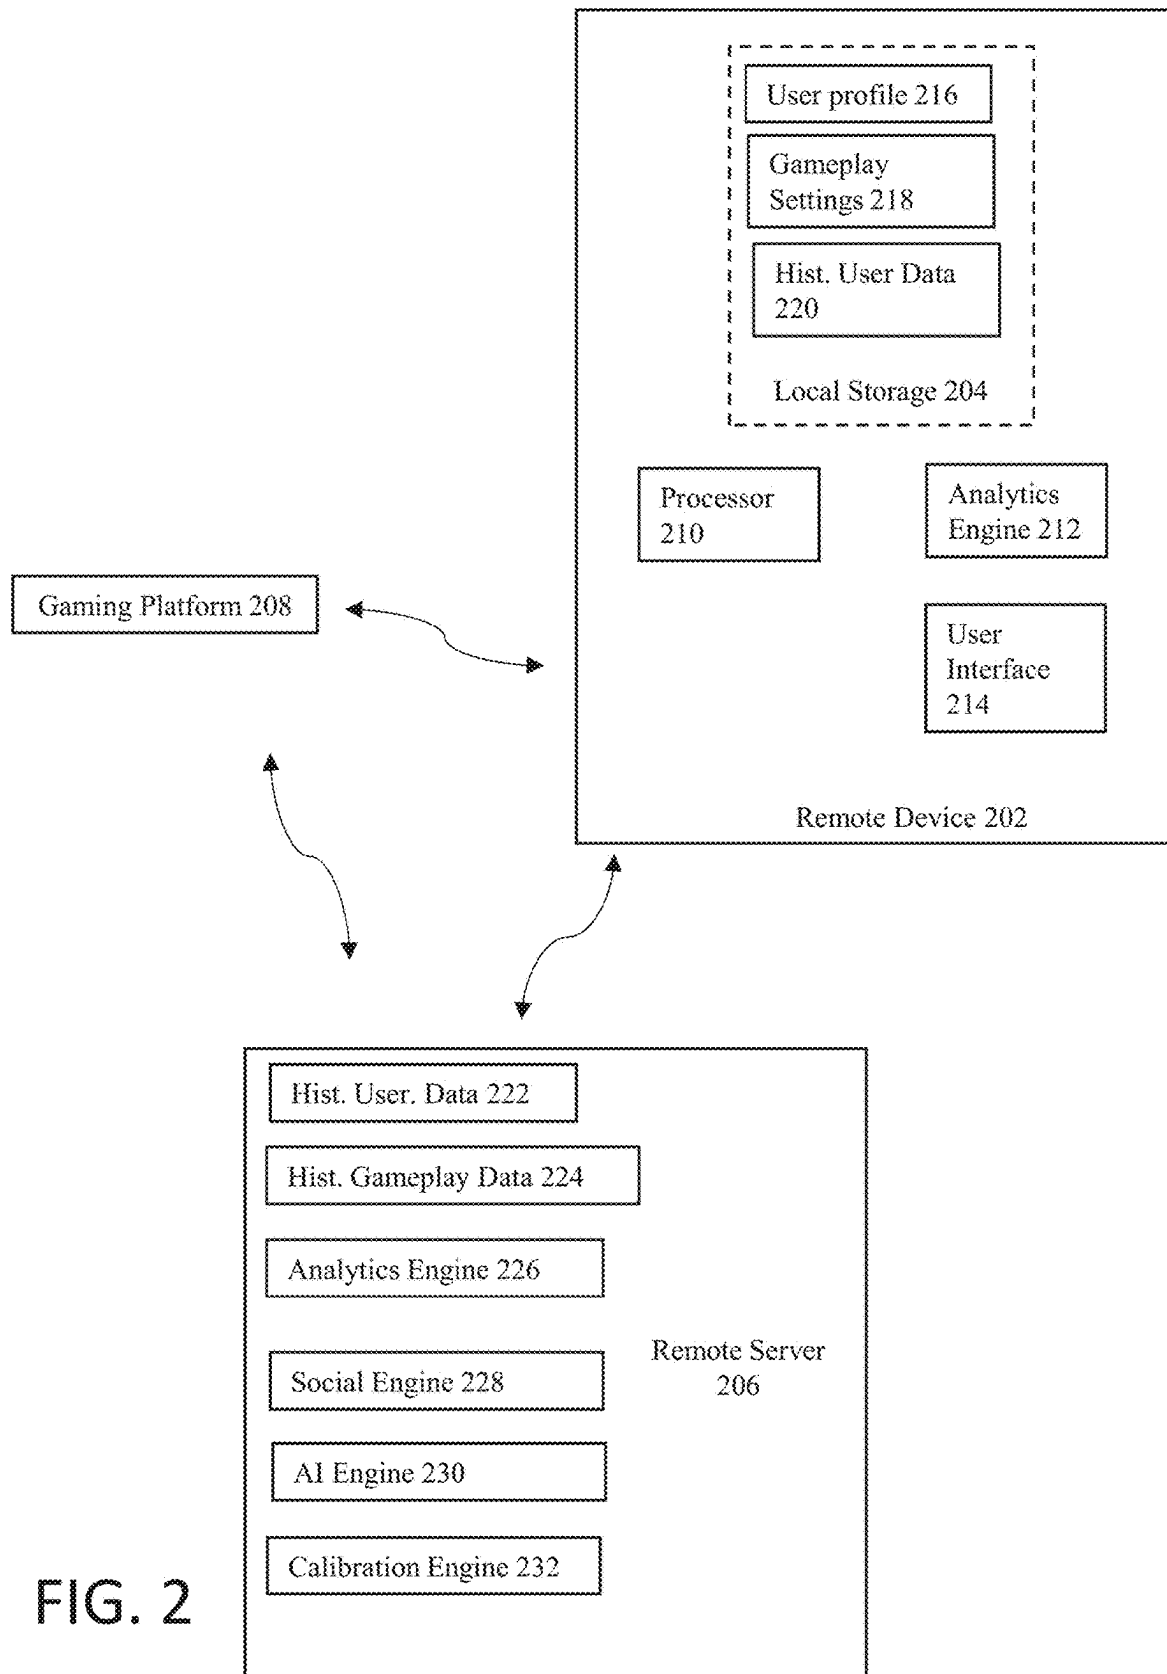 User profile 216
Gameplay
Settings 218
Hist. User Data
220
Local Storage 204
Processor
210
Analytics
Engine 212
Gaming Platform 208
User
Interface
214
Remote Device 202
Hist. User. Data 222
Hist. Gameplay Data 224
Analytics Engine 226
Remote Server
206
Social Engine 228
AI Engine 230
Calibration Engine 232
FIG. 2